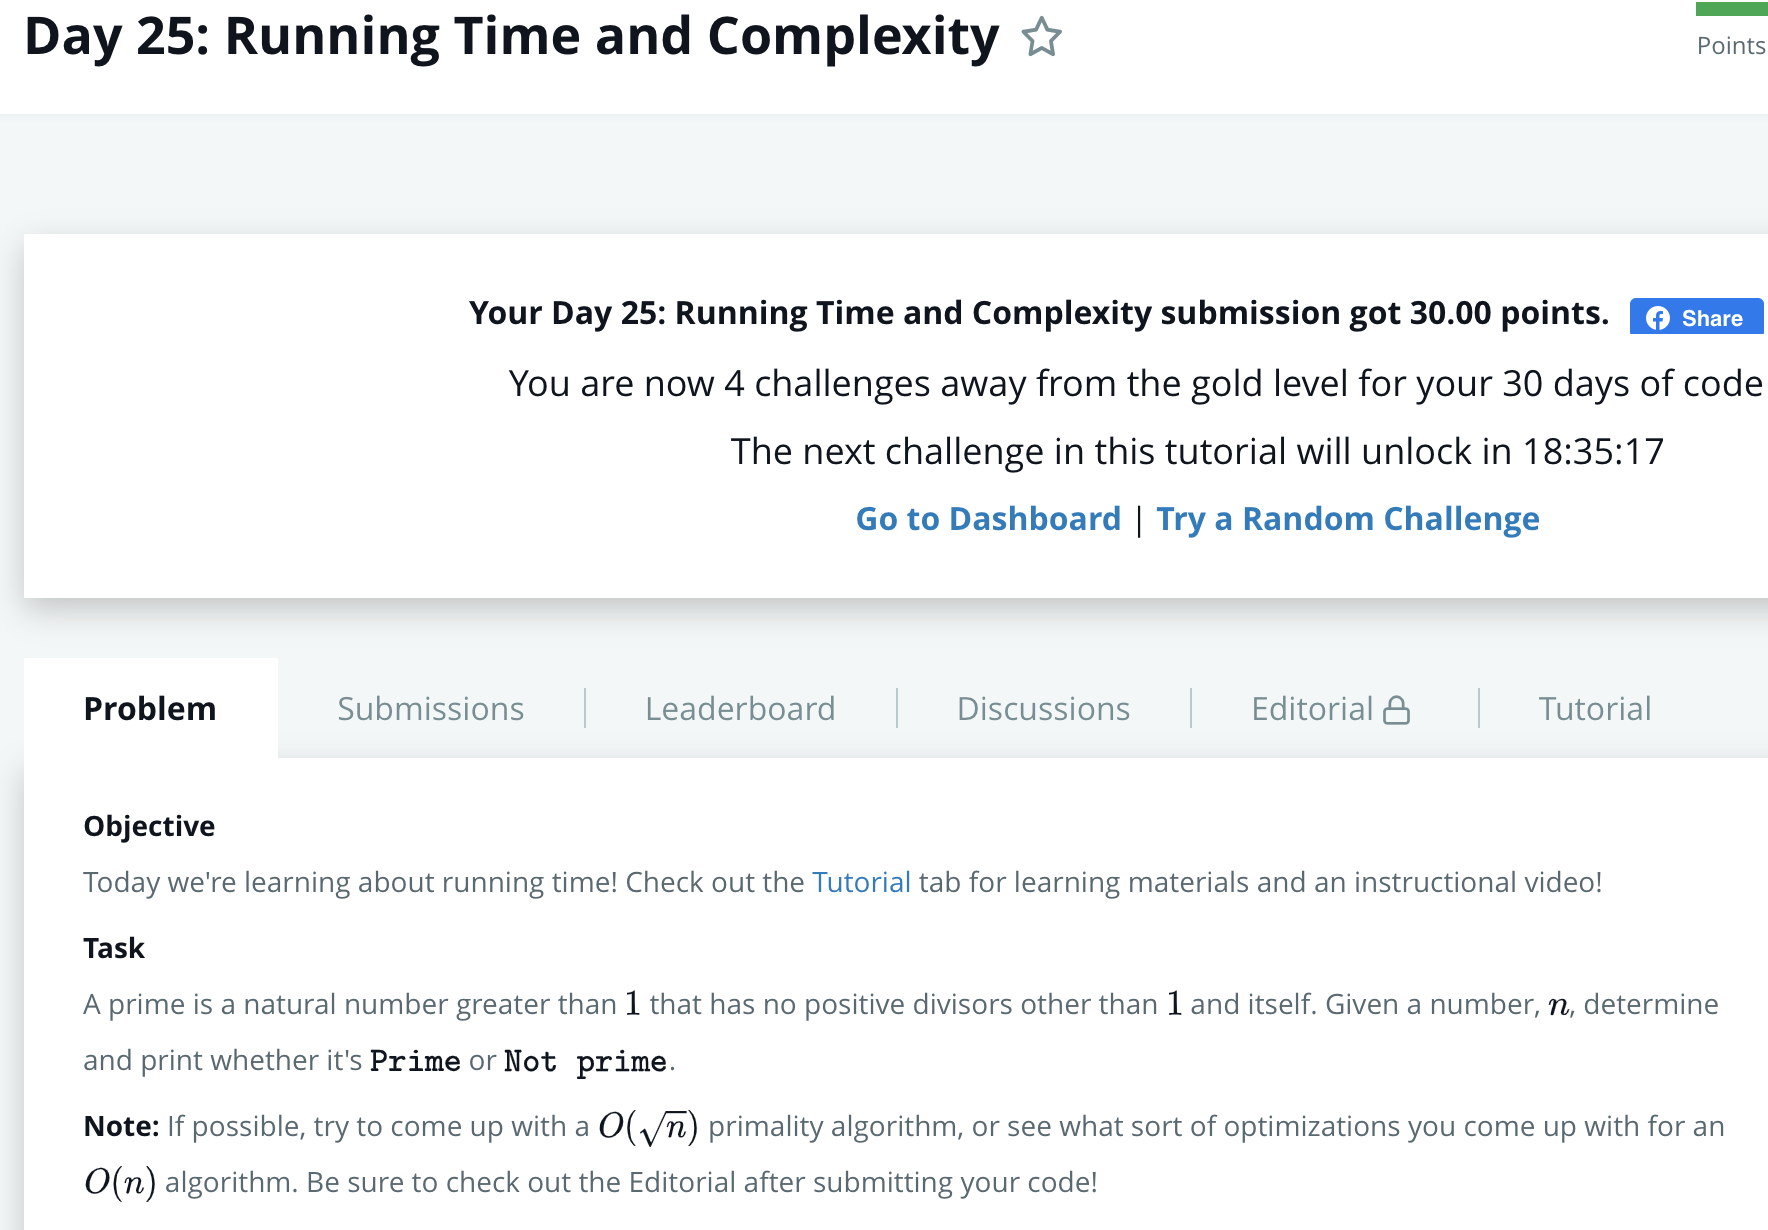 Day 25: Running Time and Complexity
Points
Your Day 25: Running Time and Complexity submission got 30.00 points.
Share
You are now 4 challenges away from the gold level for your 30 days of code
The next challenge in this tutorial will unlock in 18:35:17
Go to Dashboard | Try a Random Challenge
Problem
Submissions
Leaderboard
Discussions
Editorial
Tutorial
Objective
Today we're learning about running time! Check out the Tutorial tab for learning materials and an instructional video!
Task
A prime is a natural number greater than 1 that has no positive divisors other than 1 and itself. Given a number, n, determine
and print whether it's Prime or Not prime.
Note: If possible, try to come up with a O(√n) primality algorithm, or see what sort of optimizations you come up with for an
O(n) algorithm. Be sure to check out the Editorial after submitting your code!